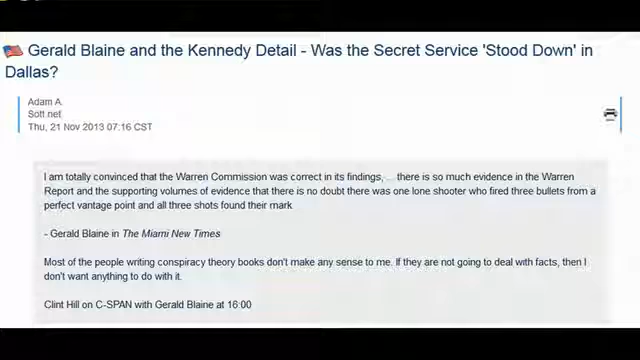 Gerald Blaine and the Kennedy Detail - Was the Secret Service 'Stood Down' in
Dallas?
Adam A
Sott.net
Thu, 21 Nov 2013 07:16 CST
I am totally convinced that the Warren Commission was correct in its findings, ... there is so much evidence in the Warren
Report and the supporting volumes of evidence that there is no doubt there was one lone shooter who fired three bullets from a
perfect vantage point and all three shots found their mark
- Gerald Blaine in The Miami New Times
Most of the people writing conspiracy theory books don't make any sense to me. If they are not going to deal with facts, then I
don't want anything to do with it.
Clint Hill on C-SPAN with Gerald Blaine at 16:00